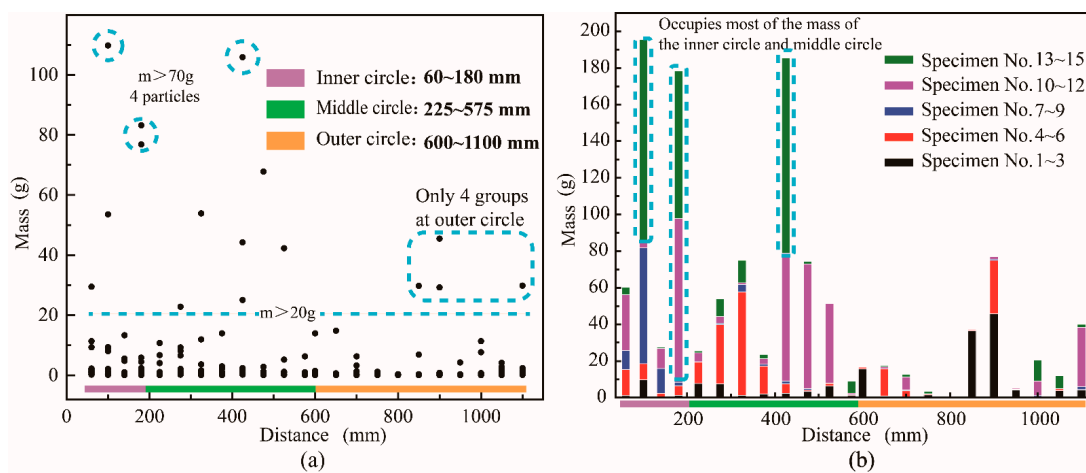 (a)
m＞70g
4 particles
Inner circle：60~180 mm
Middle circle：225~575 mm
Outer circle：600~1100 mm
Only 4 groups
at outer circle
m＞20g
100
80
60
40
20
0
Mass (g)
0 200 400 600 800 1000
Distance (mm)
(a)
(b)
Occupies most of the mass of
the inner circle and middle circle
Specimen No. 13~15
Specimen No. 10~12
Specimen No. 7~9
Specimen No. 4~6
Specimen No. 1~3
200
180
160
140
120
100
80
60
40
20
0
Mass (g)
200 400 600 800 1000
Distance (mm)
(b)